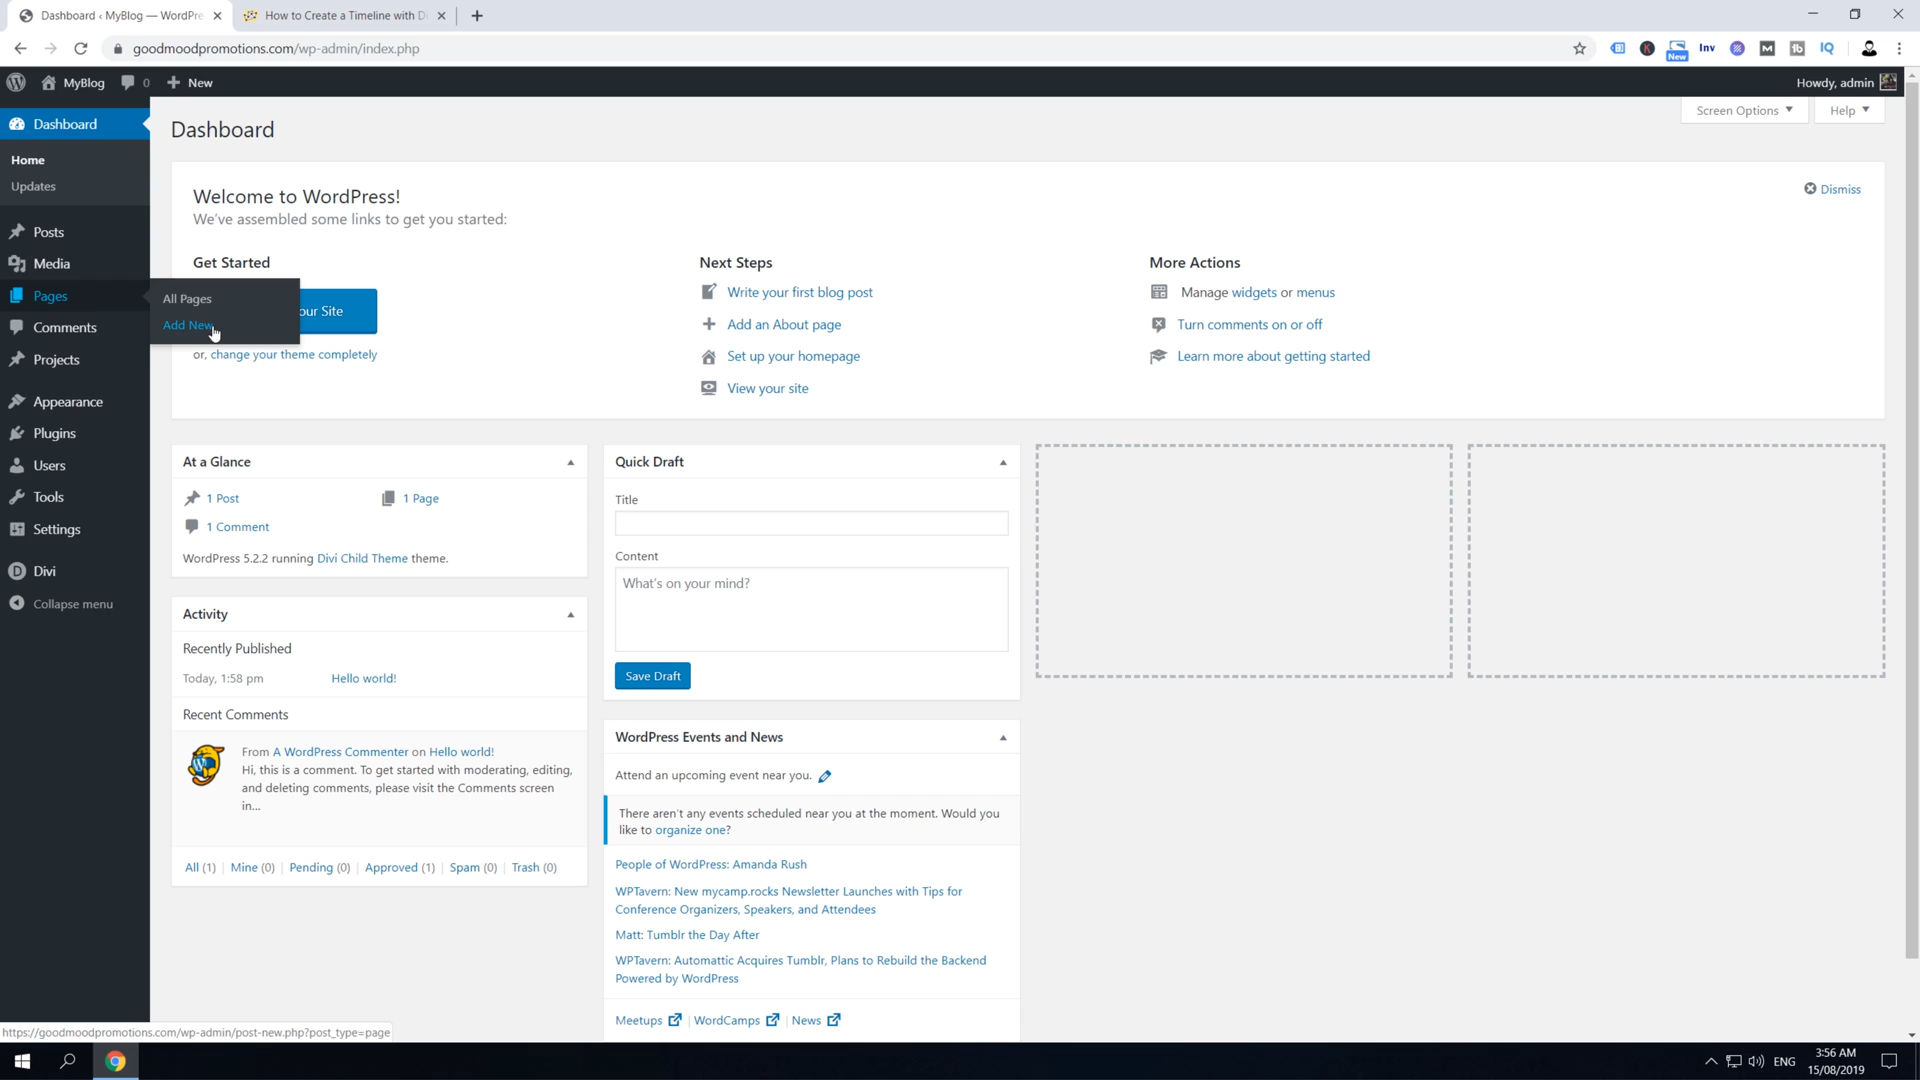 Dashboard ‹ MyBlog — WordPre
How to Create a Timeline with D
goodmoodpromotions.com/wp-admin/index.php
New
Inv
M
tb
IQ
MyBlog
0
New
Howdy, admin
Dashboard
Home
Updates
Posts
Media
Pages
Comments
Projects
Appearance
Plugins
Users
Tools
Settings
Divi
Collapse menu
All Pages
Add New
Screen Options
Help
Dashboard
Welcome to WordPress!
We've assembled some links to get you started:
Dismiss
Get Started
our Site
or, change your theme completely
Next Steps
Write your first blog post
Add an About page
Set up your homepage
View your site
More Actions
Manage widgets or menus
Turn comments on or off
Learn more about getting started
At a Glance
1 Post
1 Page
1 Comment
WordPress 5.2.2 running Divi Child Theme theme.
Activity
Recently Published
Today, 1:58 pm
Hello world!
Recent Comments
From A WordPress Commenter on Hello world!
Hi, this is a comment. To get started with moderating, editing,
and deleting comments, please visit the Comments screen
in...
All (1) | Mine (0) | Pending (0) | Approved (1) | Spam (0) | Trash (0)
Quick Draft
Title
Content
What's on your mind?
Save Draft
WordPress Events and News
Attend an upcoming event near you.
There aren't any events scheduled near you at the moment. Would you
like to organize one?
People of WordPress: Amanda Rush
WPTavern: New mycamp.rocks Newsletter Launches with Tips for
Conference Organizers, Speakers, and Attendees
Matt: Tumblr the Day After
WPTavern: Automattic Acquires Tumblr, Plans to Rebuild the Backend
Powered by WordPress
Meetups | WordCamps | News
https://goodmoodpromotions.com/wp-admin/post-new.php?post_type=page
ENG
3:56 AM
15/08/2019